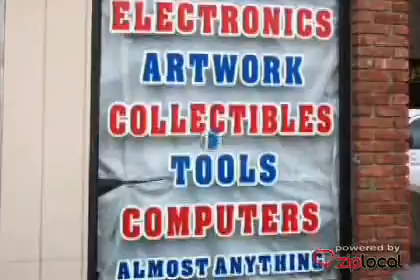 ELECTRONICS
ARTWORK
COLLECTIBLES
TOOLS
COMPUTERS
ALMOST ANYTHING
powered by
ziplocal